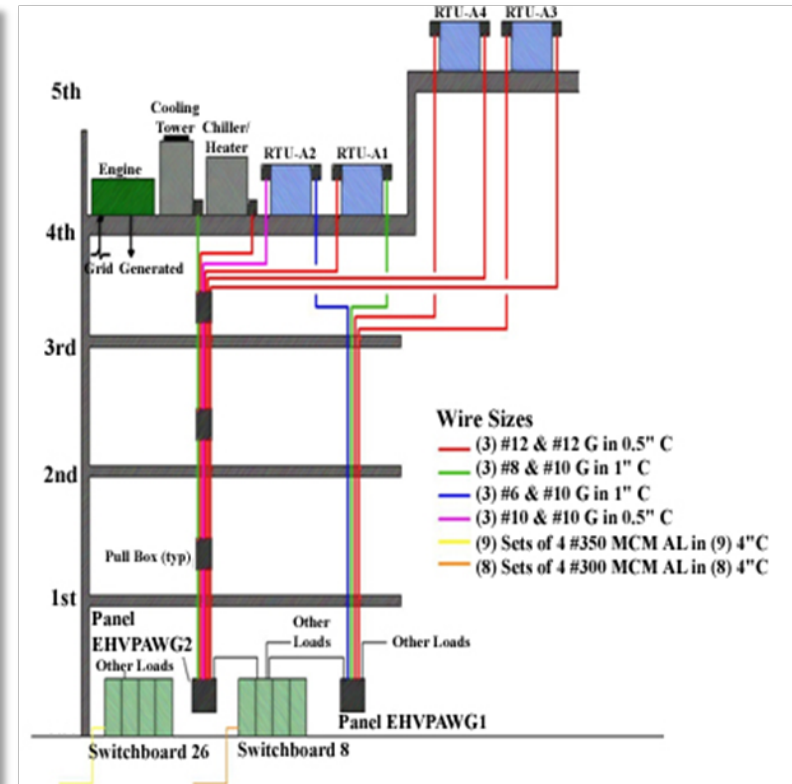 RTU-A4 RTU-A3
5th
Cooling
Tower
Chiller/
Heater
RTU-A2 RTU-A1
Engine
4th
Grid Generated
3rd
Wire Sizes
(3) #12 & #12 G in 0.5" C
(3) #8 & #10 G in 1" C
(3) #6 & #10 G in 1" C
(3) #10 & #10 G in 0.5" C
(9) Sets of 4 #350 MCM AL in (9) 4"C
(8) Sets of 4 #300 MCM AL in (8) 4"C
2nd
Pull Box (typ)
1st
Panel
EHVPAWG2
Other Loads
Other
Loads
Other Loads
Panel EHVPAWG1
Switchboard 26
Switchboard 8